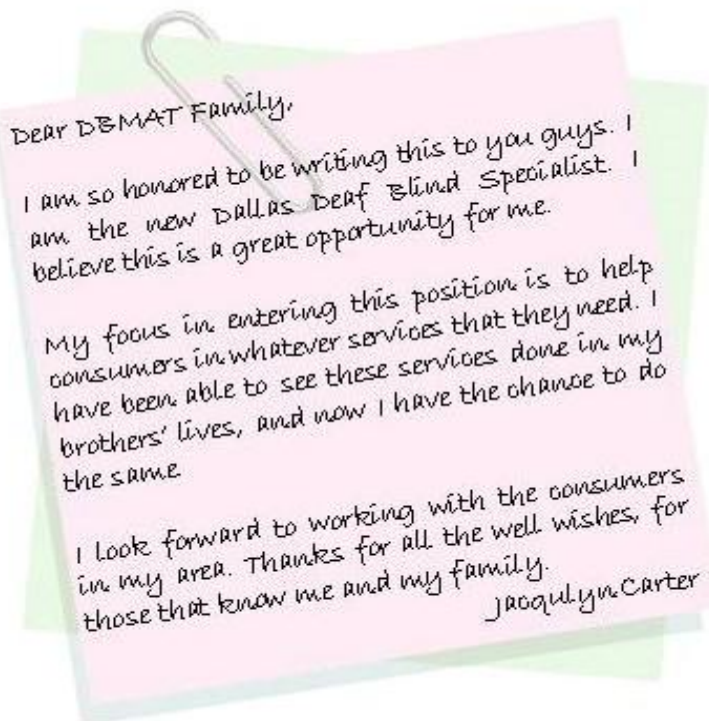 Dear DBMAT Family,
I am so honored to be writing this to you guys. I
am the new Dallas Deaf Blind Specialist. I
believe this is a great opportunity for me.
My focus in entering this position is to help
consumers in whatever services that they need. I
have been able to see these services done in my
brothers' lives, and now I have the chance to do
the same
I look forward to working with the consumers
in my area. Thanks for all the well wishes, for
those that know me and my family.
Jacqulyn Carter